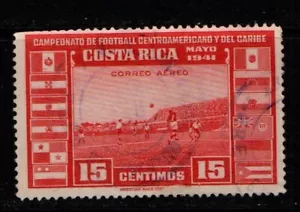 CAMPEONATO DE FOOTBALL CENTROAMERICANO Y DEL CARIBE
COSTA RICA
MAYO
1941
CORREO AEREO
15 CENTIMOS 15